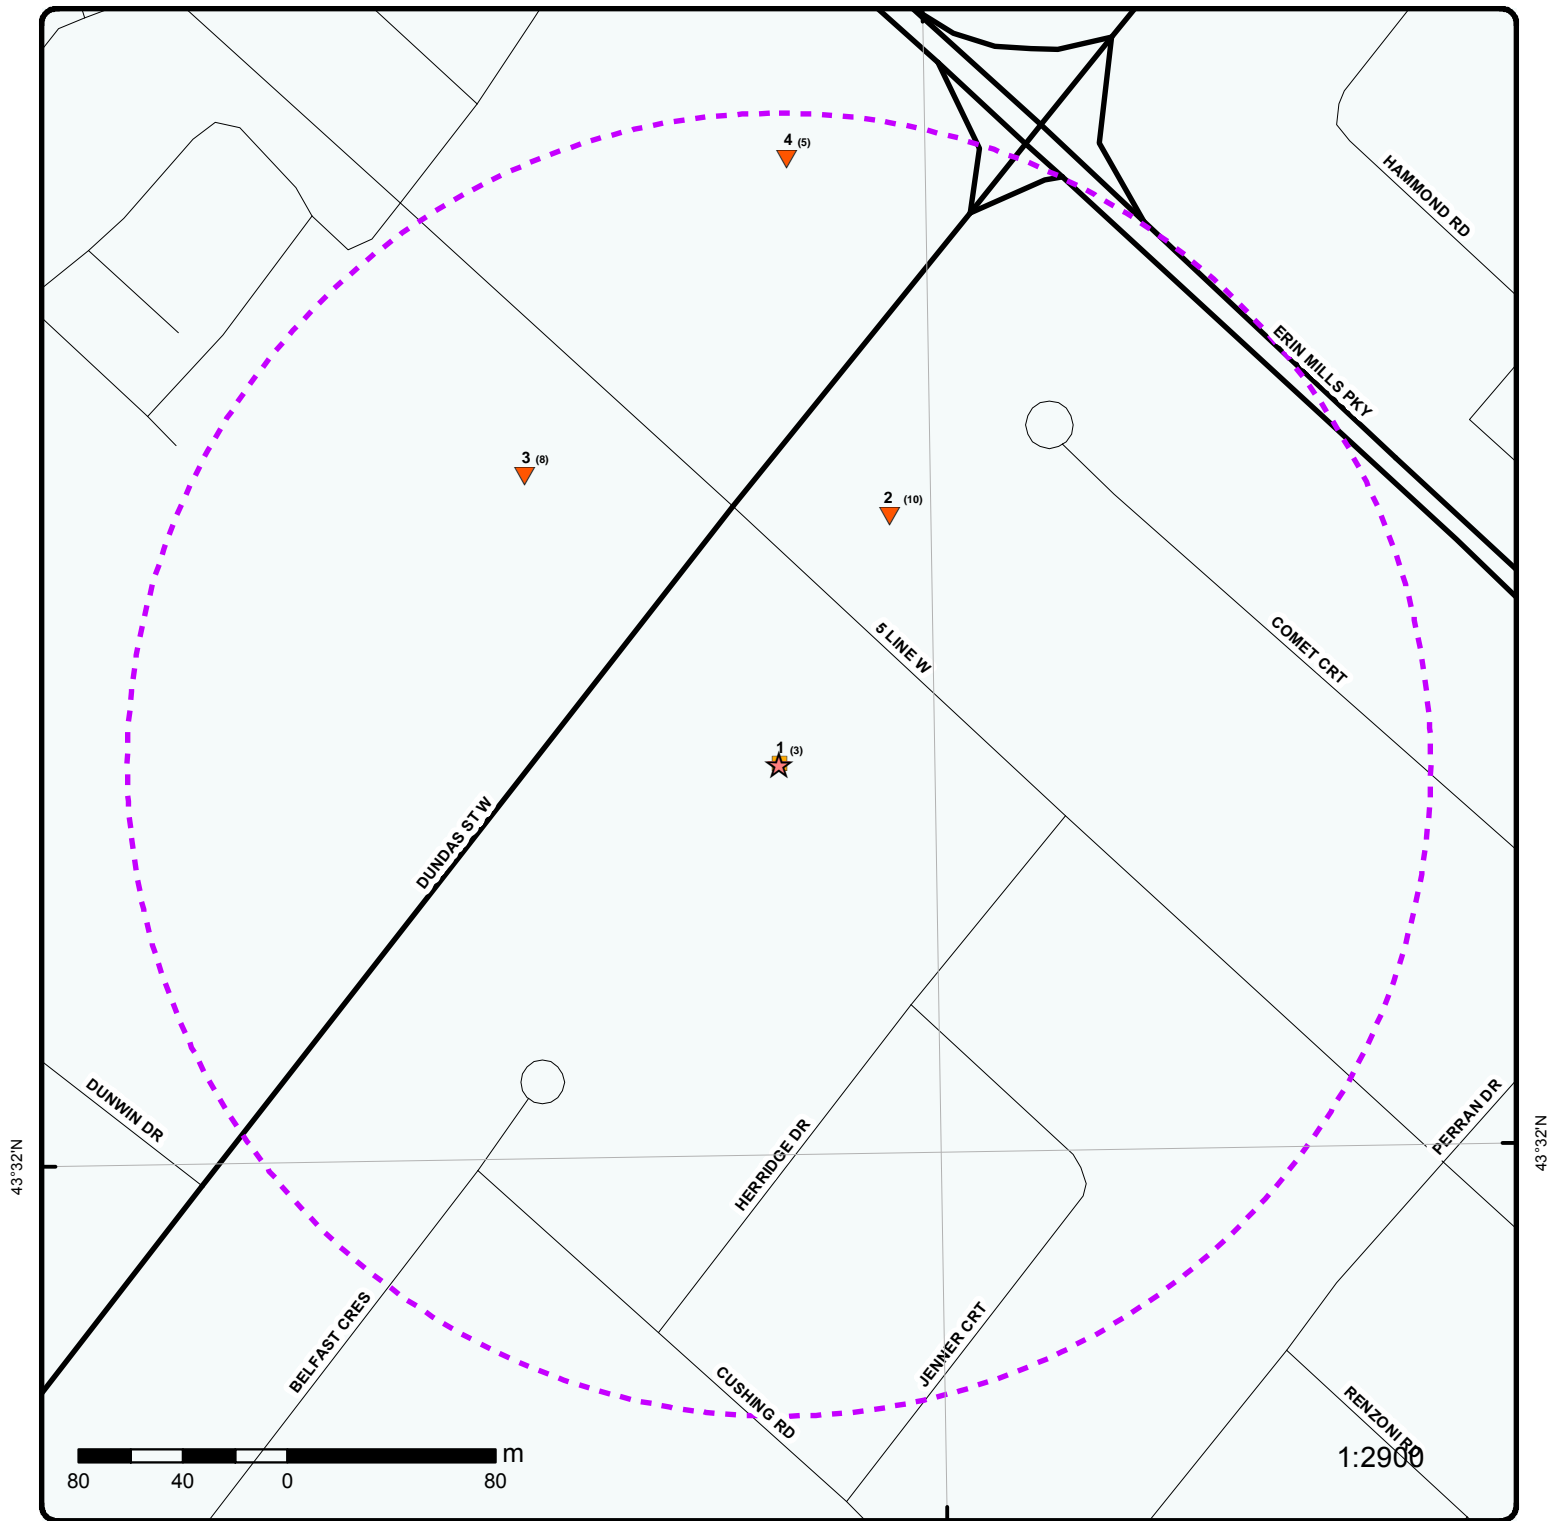 4 (5)
HAMMOND RD
ERIN MILLS PKY
3 (8)
2 (10)
5 LINE W
COMET CRT
1 (3)
DUNDAS ST W
DUNWIN DR
PERRAN DR
43°32'N
43°32'N
HERRIDGE DR
BELFAST CRES
JENNER CRT
CUSHING RD
RENZONI RD
m
1:2900
80 40 0 80